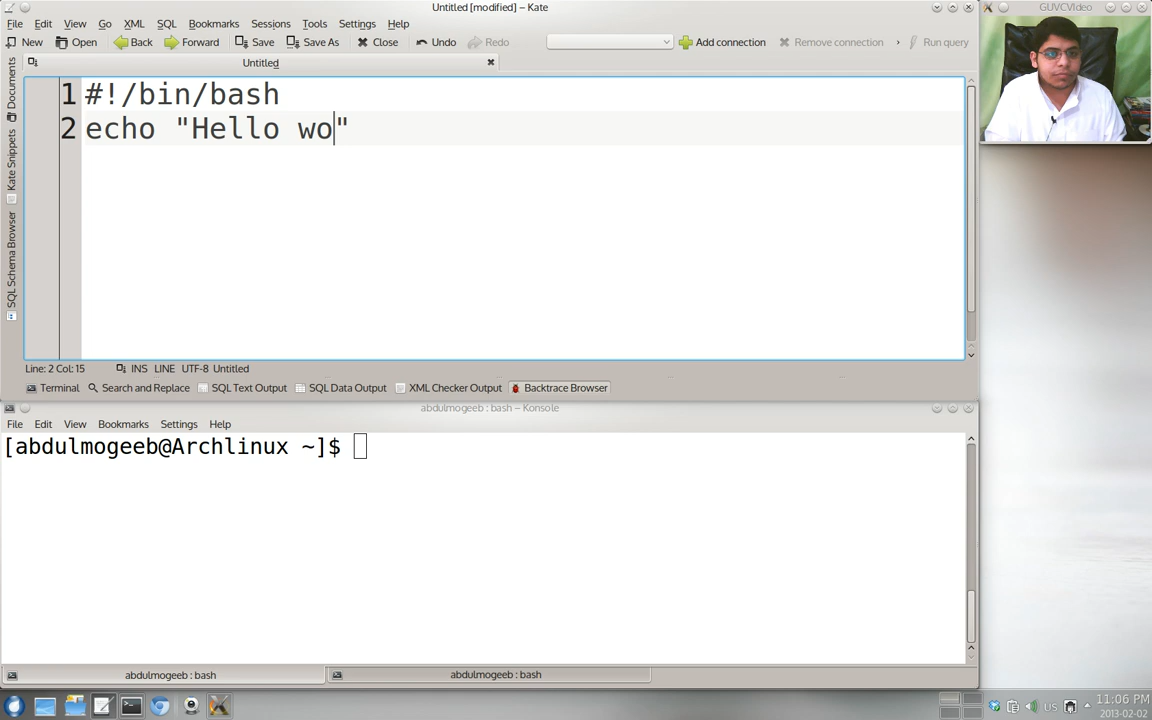 Untitled [modified] – Kate
GUVCVideo
File Edit View Go XML SQL Bookmarks Sessions Tools Settings Help
New Open Back Forward Save Save As Close Undo Redo Add connection Remove connection Run query
Untitled
Documents
Kate Snippets
SQL Schema Browser
1 #!/bin/bash
2 echo "Hello wo"
Line: 2 Col: 15 INS LINE UTF-8 Untitled
Terminal Search and Replace SQL Text Output SQL Data Output XML Checker Output Backtrace Browser
abdulmogeeb : bash – Konsole
File Edit View Bookmarks Settings Help
[abdulmogeeb@Archlinux ~]$
abdulmogeeb : bash abdulmogeeb : bash
US 11:06 PM
2013-02-02